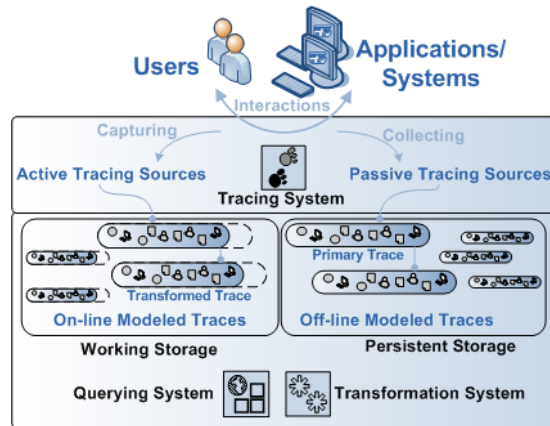 Users
Applications/
Systems
Interactions
Capturing
Collecting
Active Tracing Sources
Passive Tracing Sources
Tracing System
Primary Trace
Transformed Trace
On-line Modeled Traces
Off-line Modeled Traces
Working Storage
Persistent Storage
Querying System
Transformation System